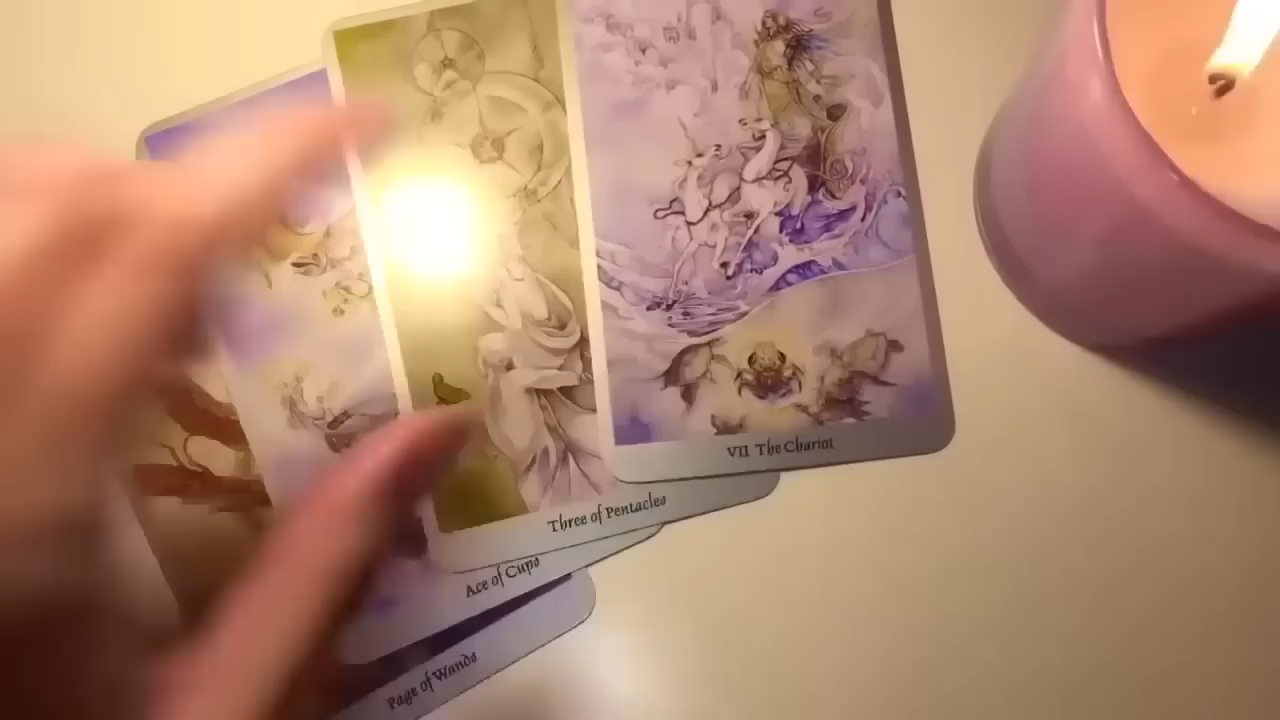 VII The Chariot
Three of Pentacles
Ace of Cups
Page of Wands